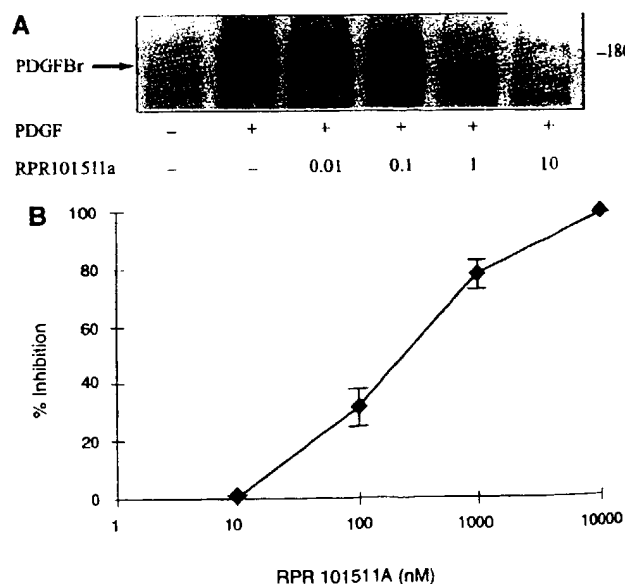 A
PDGFBr
–180
PDGF – + + + + +
RPR101511a – – 0.01 0.1 1 10
B
100
80
60
40
20
0
% Inhibition
1 10 100 1000 10000
RPR 101511A (nM)